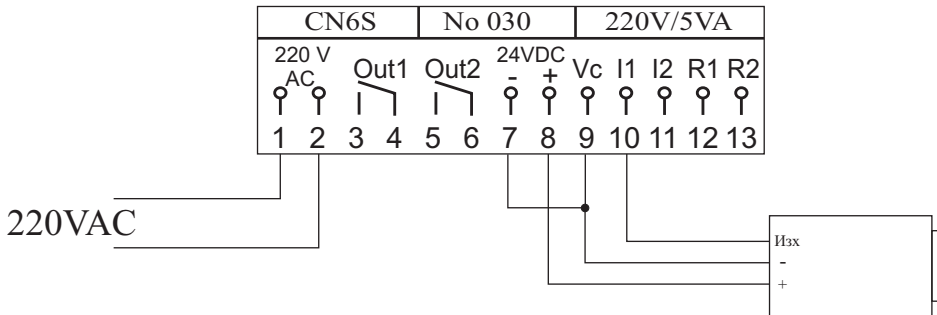 CN6S No 030 220V/5VA
220 V 24VDC
AC Out1 Out2 - + Vc I1 I2 R1 R2
1 2 3 4 5 6 7 8 9 10 11 12 13
220VAC
Изх
-
+